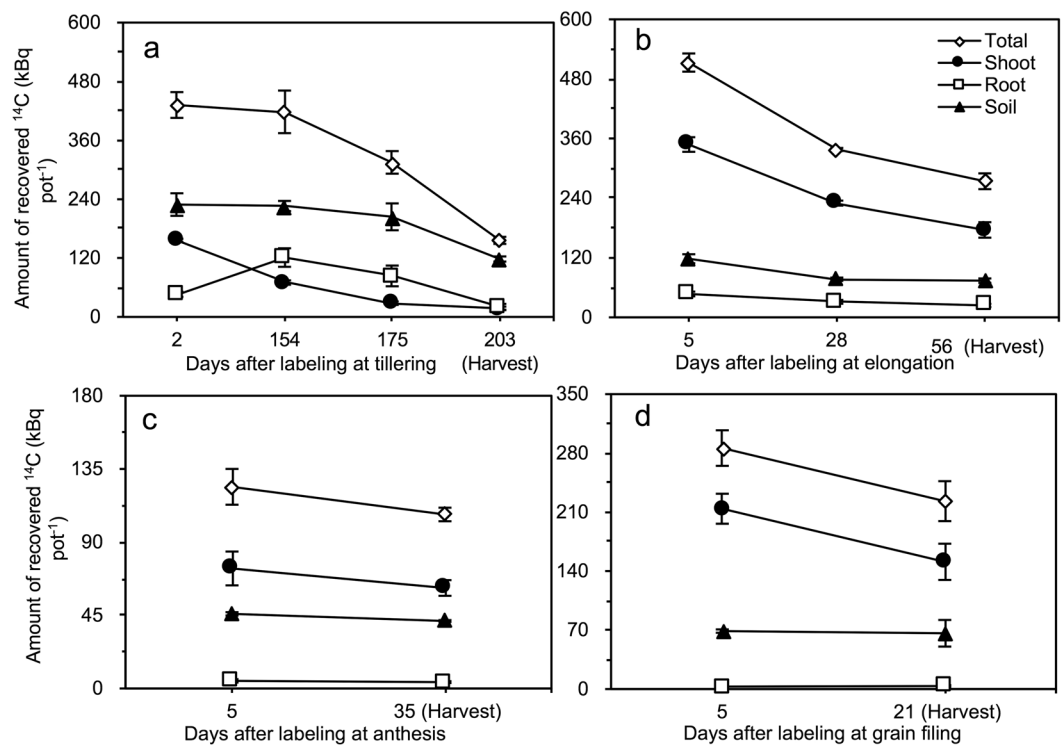 Amount of recovered ¹⁴C (kBq
pot⁻¹)
600
480
360
240
120
0
a
2 154 175 203
Days after labeling at tillering (Harvest)
600
480
360
240
120
0
b
Total
Shoot
Root
Soil
5 28 56 (Harvest)
Days after labeling at elongation
Amount of recovered ¹⁴C (kBq
pot⁻¹)
180
135
90
45
0
c
5 35 (Harvest)
Days after labeling at anthesis
350
280
210
140
70
0
d
5 21 (Harvest)
Days after labeling at grain filing